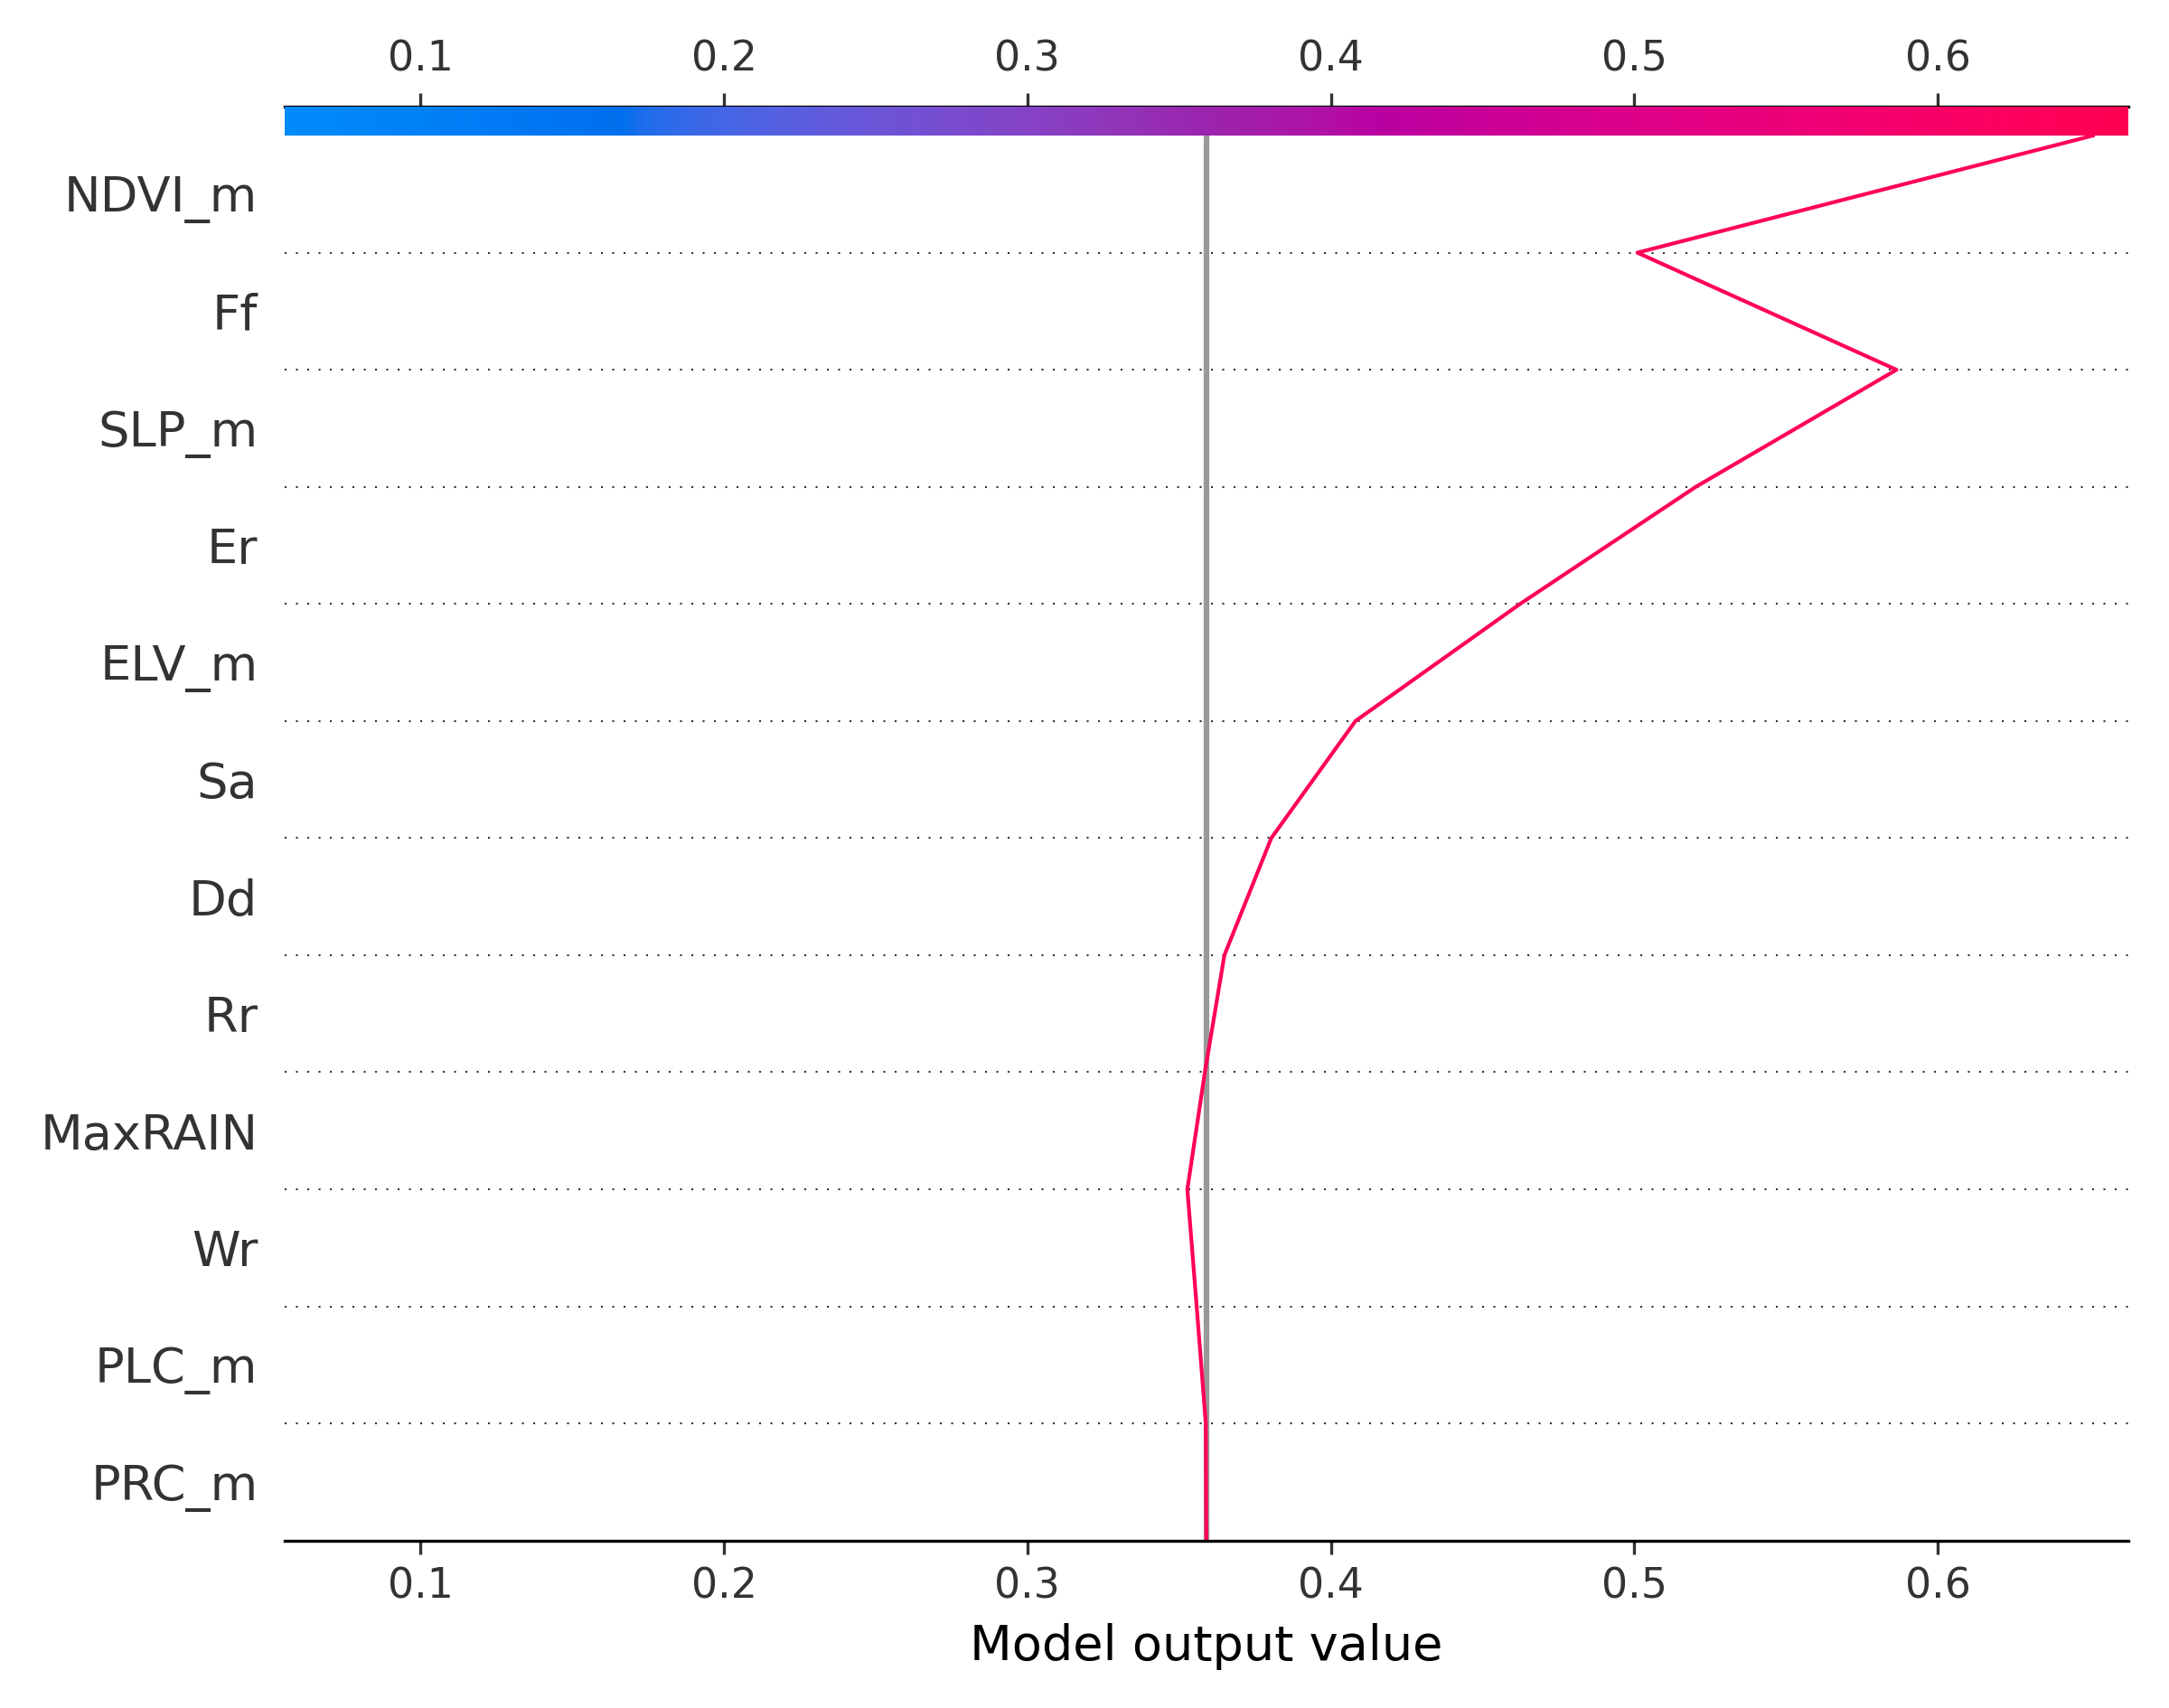 0.1 0.2 0.3 0.4 0.5 0.6
NDVI_m
Ff
SLP_m
Er
ELV_m
Sa
Dd
Rr
MaxRAIN
Wr
PLC_m
PRC_m
0.1 0.2 0.3 0.4 0.5 0.6
Model output value